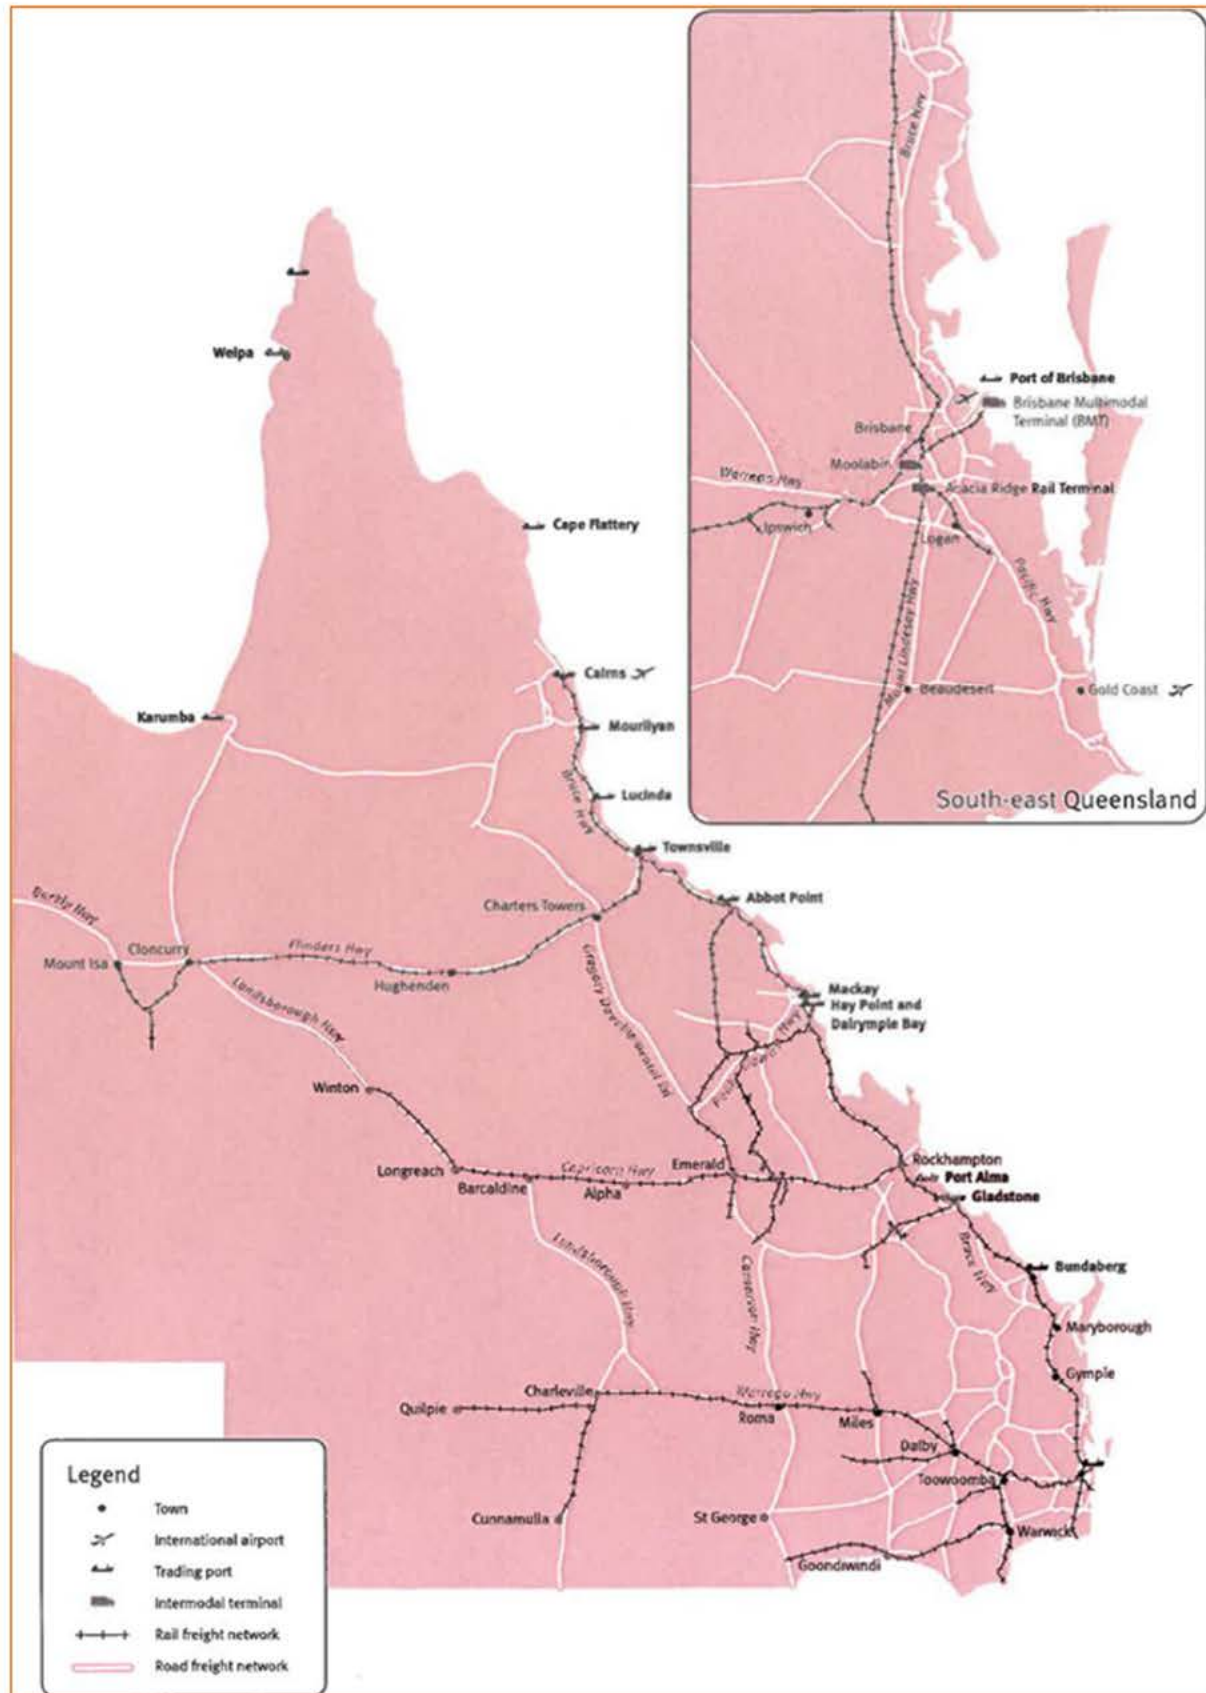 Bruce Hwy
Port of Brisbane
Brisbane Multimodal
Terminal (BMT)
Brisbane
Moolabin
Warrego Hwy
Acacia Ridge Rail Terminal
Ipswich
Logan
Pacific Hwy
Mount Lindesay Hwy
Beaudesert
Gold Coast
South-east Queensland
Weipa
Cape Flattery
Cairns
Karumba
Mourilyan
Bruce Hwy
Lucinda
Townsville
Abbot Point
Charters Towers
Barkly Hwy
Cloncurry
Flinders Hwy
Mount Isa
Hughenden
Gregory Developmental Rd
Landsborough Hwy
Mackay
Hay Point and
Dalrymple Bay
Hwy
Winton
Longreach
Capricorn Hwy
Emerald
Rockhampton
Barcaldine
Alpha
Port Alma
Gladstone
Landsborough Hwy
Carnarvon Hwy
Bruce Hwy
Bundaberg
Maryborough
Gympie
Charleville
Warrego Hwy
Quilpie
Roma
Miles
Dalby
Toowoomba
Cunnamulla
St George
Warwick
Goondiwindi
Legend
Town
International airport
Trading port
Intermodal terminal
Rail freight network
Road freight network